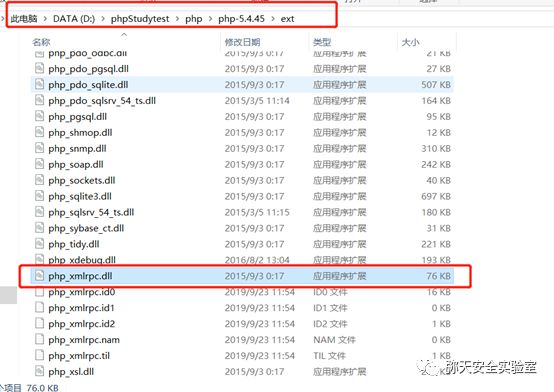 此电脑 › DATA (D:) › phpStudytest › php › php-5.4.45 › ext
名称 修改日期 类型 大小
php_pdo_odbc.dll 2015/9/3 0:17 应用程序扩展 21 KB
php_pdo_pgsql.dll 2015/9/3 0:17 应用程序扩展 27 KB
php_pdo_sqlite.dll 2015/9/3 0:17 应用程序扩展 507 KB
php_pdo_sqlsrv_54_ts.dll 2015/3/5 11:14 应用程序扩展 164 KB
php_pgsql.dll 2015/9/3 0:17 应用程序扩展 95 KB
php_shmop.dll 2015/9/3 0:17 应用程序扩展 12 KB
php_snmp.dll 2015/9/3 0:17 应用程序扩展 310 KB
php_soap.dll 2015/9/3 0:17 应用程序扩展 242 KB
php_sockets.dll 2015/9/3 0:17 应用程序扩展 40 KB
php_sqlite3.dll 2015/9/3 0:17 应用程序扩展 697 KB
php_sqlsrv_54_ts.dll 2015/3/5 11:15 应用程序扩展 180 KB
php_sybase_ct.dll 2015/9/3 0:17 应用程序扩展 31 KB
php_tidy.dll 2015/9/3 0:17 应用程序扩展 221 KB
php_xdebug.dll 2016/8/2 13:04 应用程序扩展 193 KB
php_xmlrpc.dll 2015/9/3 0:17 应用程序扩展 76 KB
php_xmlrpc.id0 2019/9/23 11:54 ID0 文件 16 KB
php_xmlrpc.id1 2019/9/23 11:54 ID1 文件 0 KB
php_xmlrpc.id2 2019/9/23 11:54 ID2 文件 1 KB
php_xmlrpc.nam 2019/9/23 11:54 NAM 文件 0 KB
php_xmlrpc.til 2019/9/23 11:54 TIL 文件 1 KB
php_xsl.dll 2015/9/3 0:17 应用程序扩展
弥天安全实验室
个项目 76.0 KB